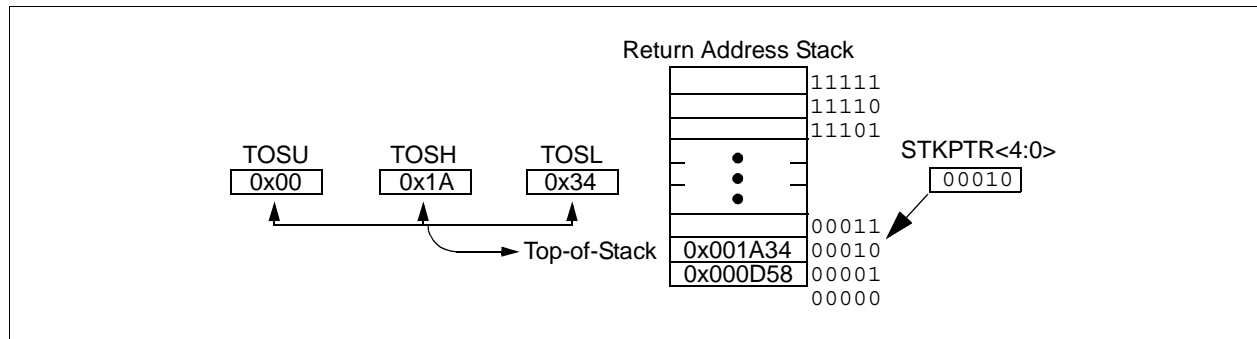 Return Address Stack
11111
11110
11101
TOSU TOSH TOSL STKPTR<4:0>
0x00 0x1A 0x34 00010
00011
Top-of-Stack 0x001A34 00010
0x000D58 00001
00000